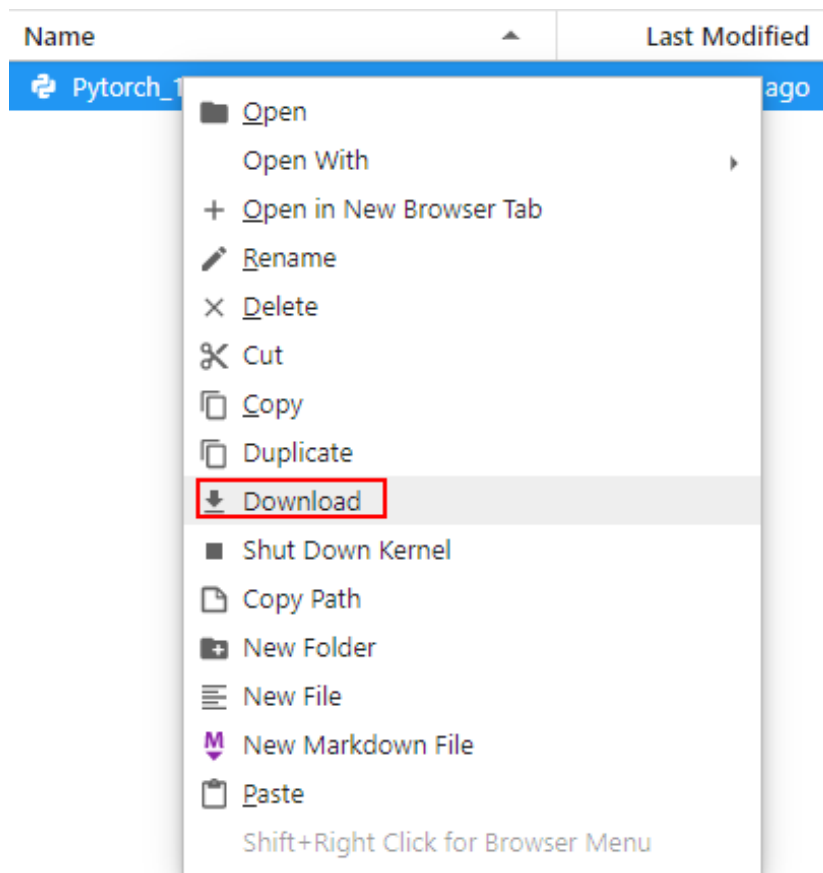 Name Last Modified
Pytorch_1 ago
Open
Open With
Open in New Browser Tab
Rename
Delete
Cut
Copy
Duplicate
Download
Shut Down Kernel
Copy Path
New Folder
New File
New Markdown File
Paste
Shift+Right Click for Browser Menu